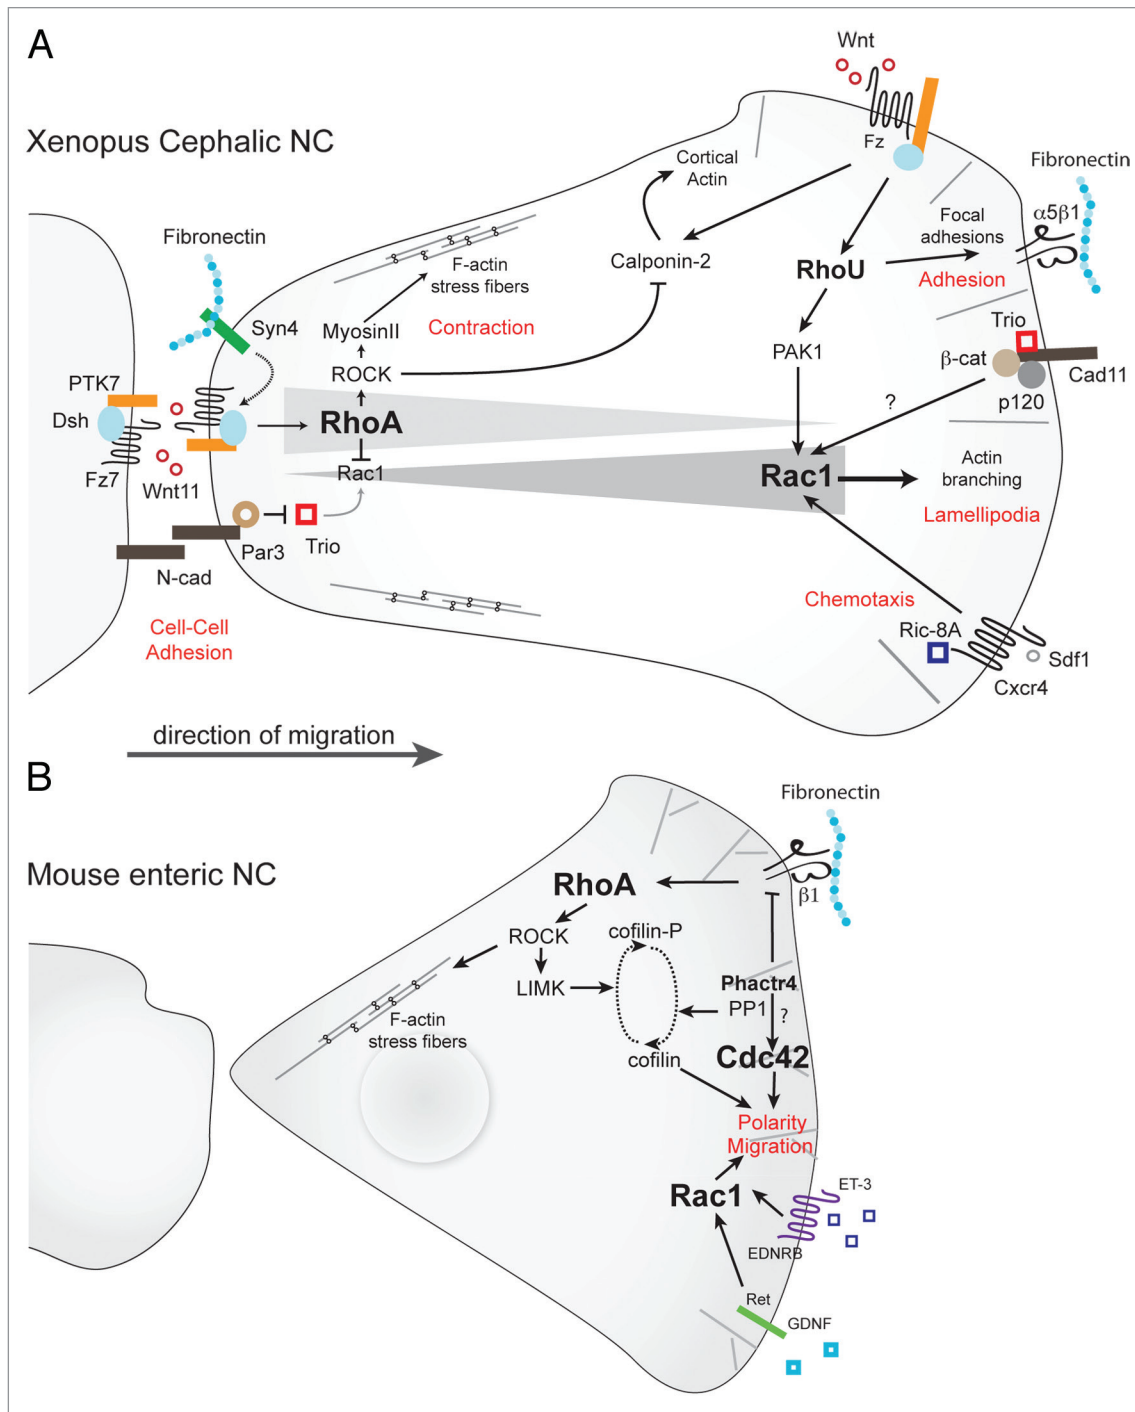 A
Xenopus Cephalic NC
Wnt
Fz
Cortical
Actin
Fibronectin
α5β1
Focal
adhesions
Adhesion
Fibronectin
Syn4
F-actin
stress fibers
Calponin-2
RhoU
MyosinII
Contraction
ROCK
PAK1
Trio
β-cat
Cad11
p120
?
PTK7
Dsh
Fz7
Wnt11
RhoA
Rac1
Rac1
Actin
branching
Lamellipodia
Par3
Trio
N-cad
Cell-Cell
Adhesion
Chemotaxis
Ric-8A
Sdf1
Cxcr4
direction of migration
B
Mouse enteric NC
Fibronectin
β1
RhoA
ROCK
LIMK
cofilin-P
cofilin
Phactr4
PP1
?
F-actin
stress fibers
Cdc42
Polarity
Migration
Rac1
ET-3
EDNRB
Ret
GDNF